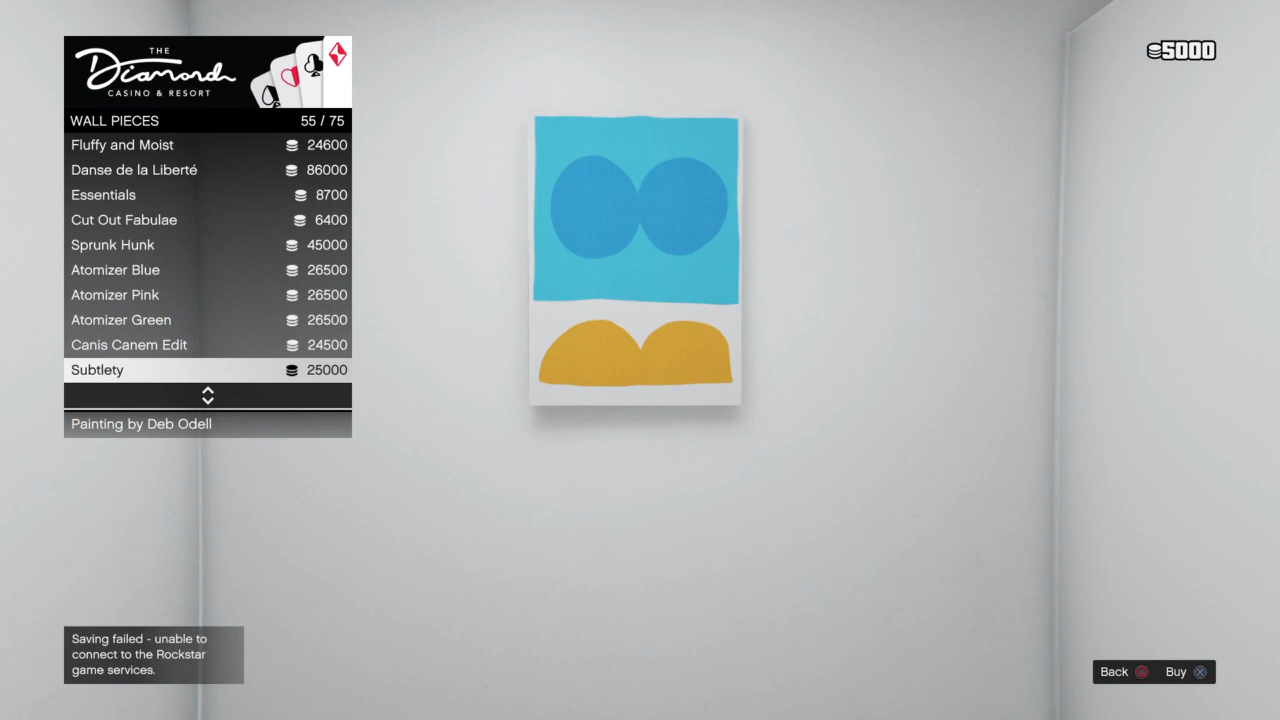 THE
Diamond
CASINO & RESORT
5000
WALL PIECES 55 / 75
Fluffy and Moist 24600
Danse de la Liberté 86000
Essentials 8700
Cut Out Fabulae 6400
Sprunk Hunk 45000
Atomizer Blue 26500
Atomizer Pink 26500
Atomizer Green 26500
Canis Canem Edit 24500
Subtlety 25000
Painting by Deb Odell
Saving failed - unable to
connect to the Rockstar
game services.
Back Buy